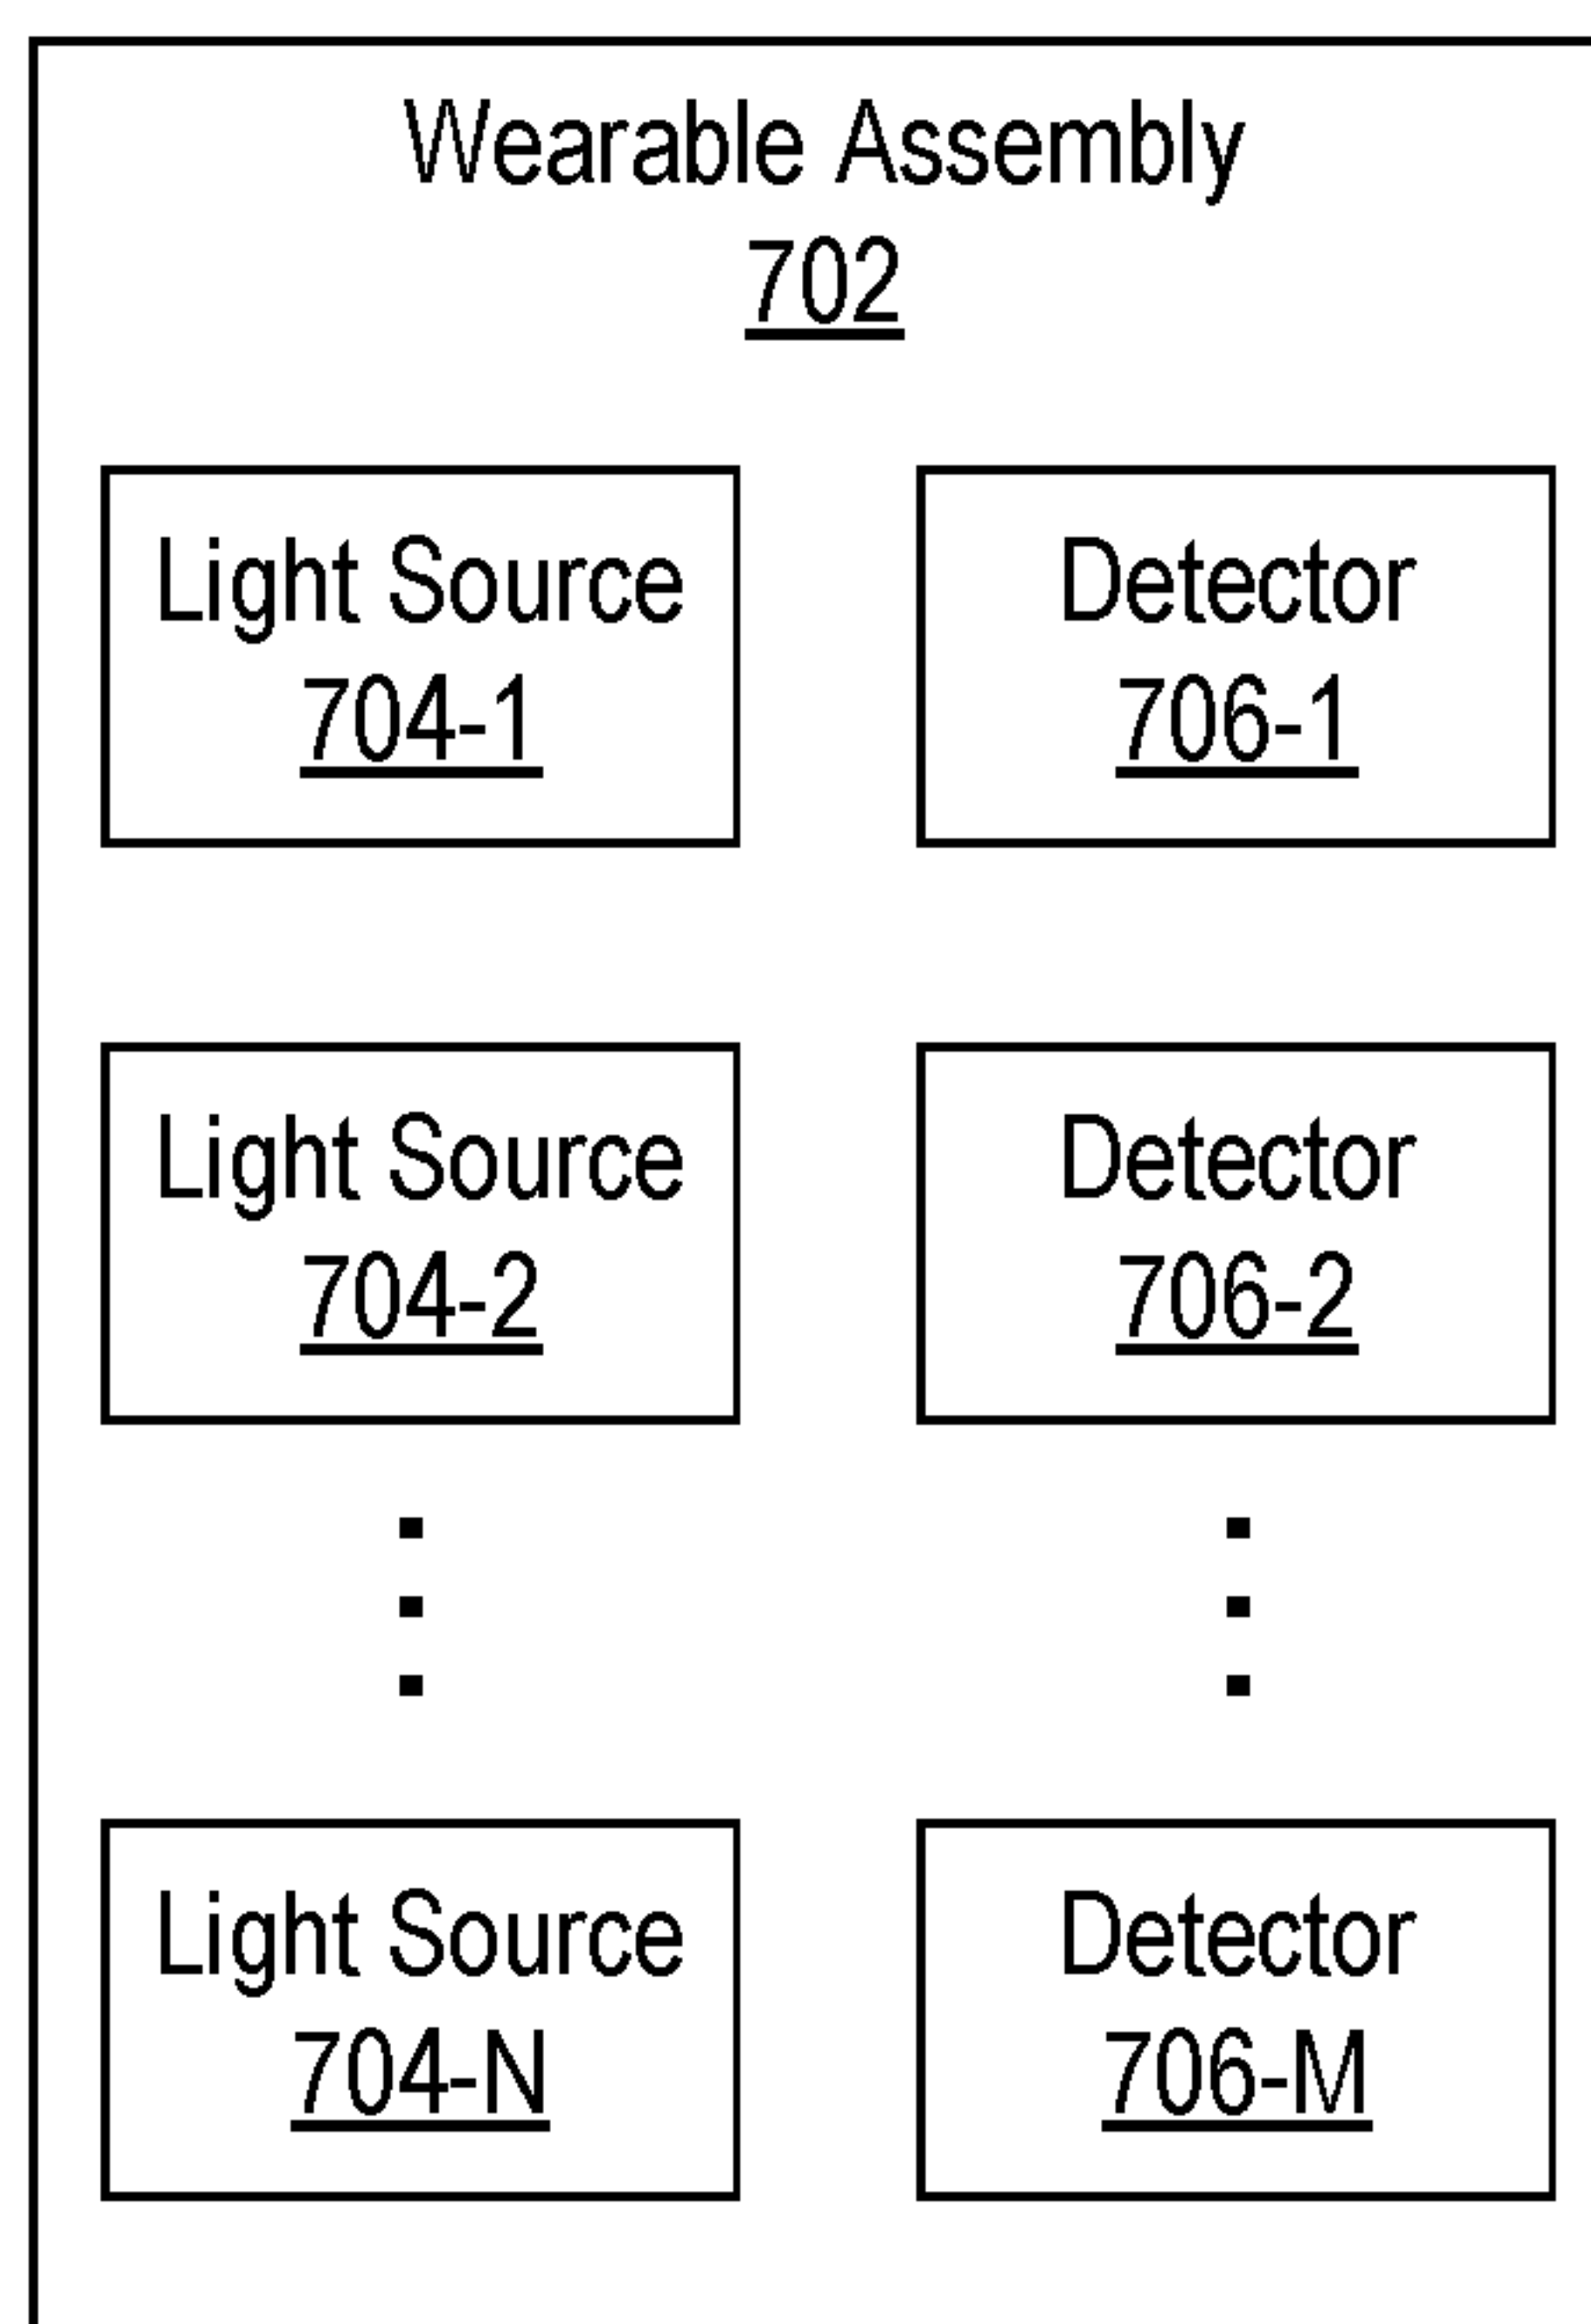 Wearable Assembly
702
Light Source
704-1
Detector
706-1
Light Source
704-2
Detector
706-2
Light Source
704-N
Detector
706-M